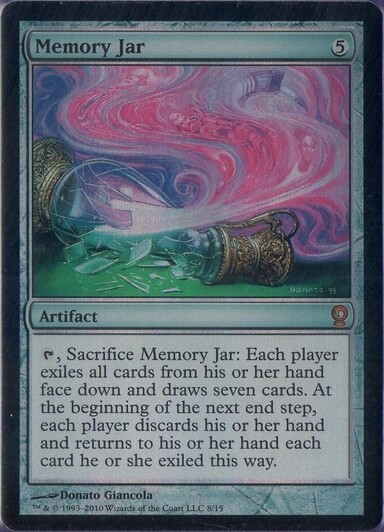 Memory Jar 5
DONATO 98
Artifact
, Sacrifice Memory Jar: Each player
exiles all cards from his or her hand
face down and draws seven cards. At
the beginning of the next end step,
each player discards his or her hand
and returns to his or her hand each
card he or she exiled this way.
Donato Giancola
™ & © 1993–2010 Wizards of the Coast LLC 8/15